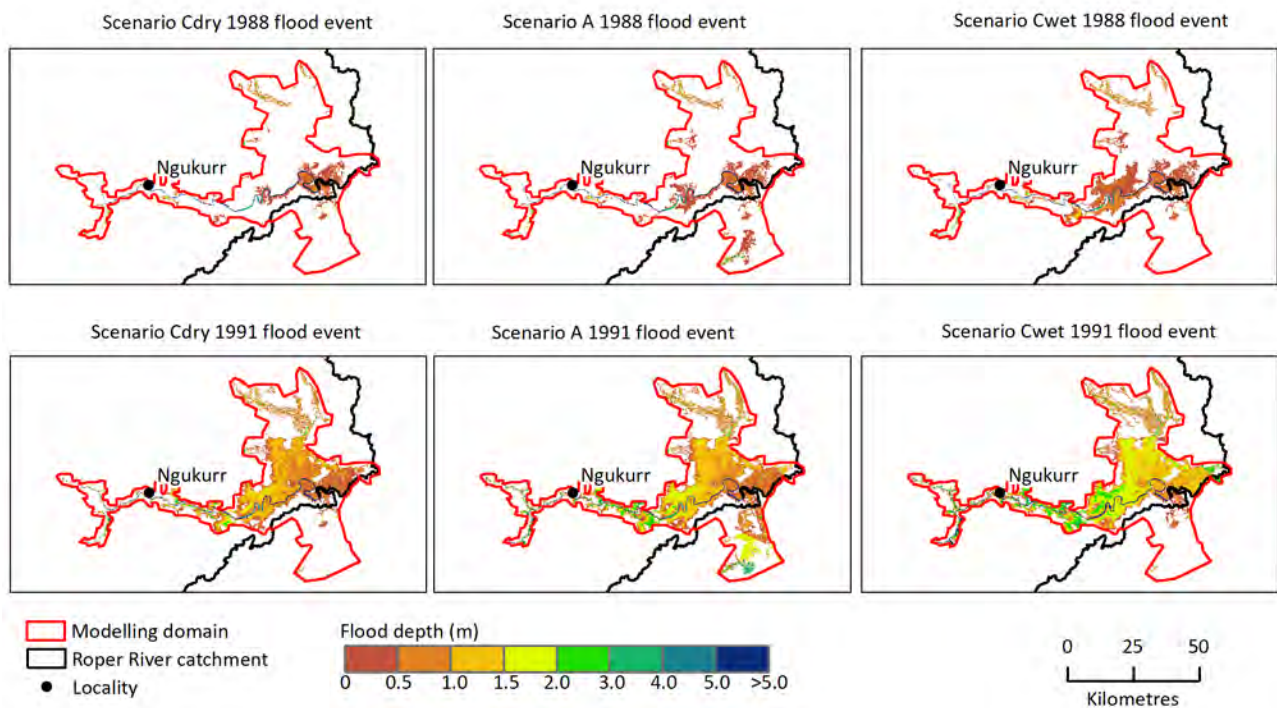 Scenario Cdry 1988 flood event
Scenario A 1988 flood event
Scenario Cwet 1988 flood event
Ngukurr
Ngukurr
Ngukurr
Scenario Cdry 1991 flood event
Scenario A 1991 flood event
Scenario Cwet 1991 flood event
Ngukurr
Ngukurr
Ngukurr
Modelling domain
Roper River catchment
Locality
Flood depth (m)
0 0.5 1.0 1.5 2.0 3.0 4.0 5.0 >5.0
0 25 50
Kilometres